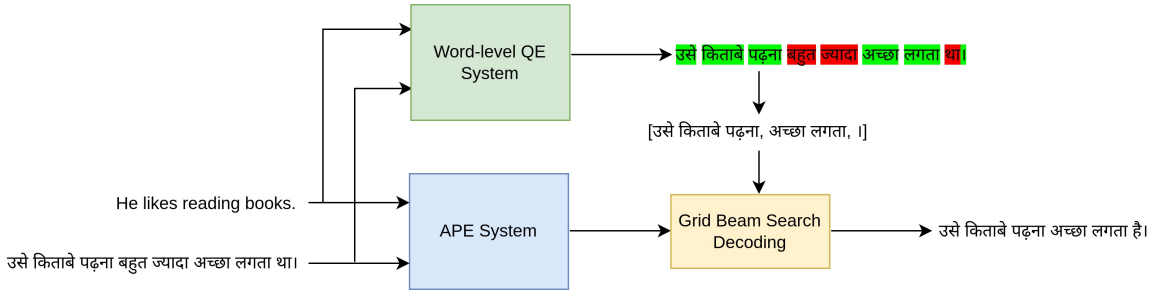 Word-level QE
System
उसे किताबे पढ़ना बहुत ज्यादा अच्छा लगता था।
[उसे किताबे पढ़ना, अच्छा लगता, ।]
He likes reading books.
APE System
Grid Beam Search
Decoding
उसे किताबे पढ़ना अच्छा लगता है।
उसे किताबे पढ़ना बहुत ज्यादा अच्छा लगता था।